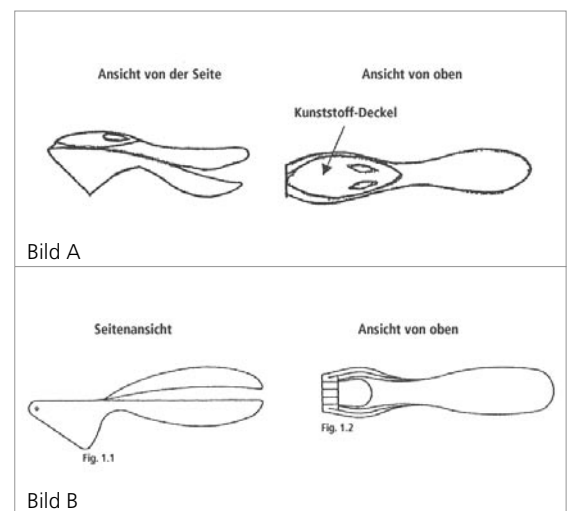 Ansicht von der Seite
Ansicht von oben
Kunststoff-Deckel
Bild A
Seitenansicht
Ansicht von oben
Fig. 1.1
Fig. 1.2
Bild B